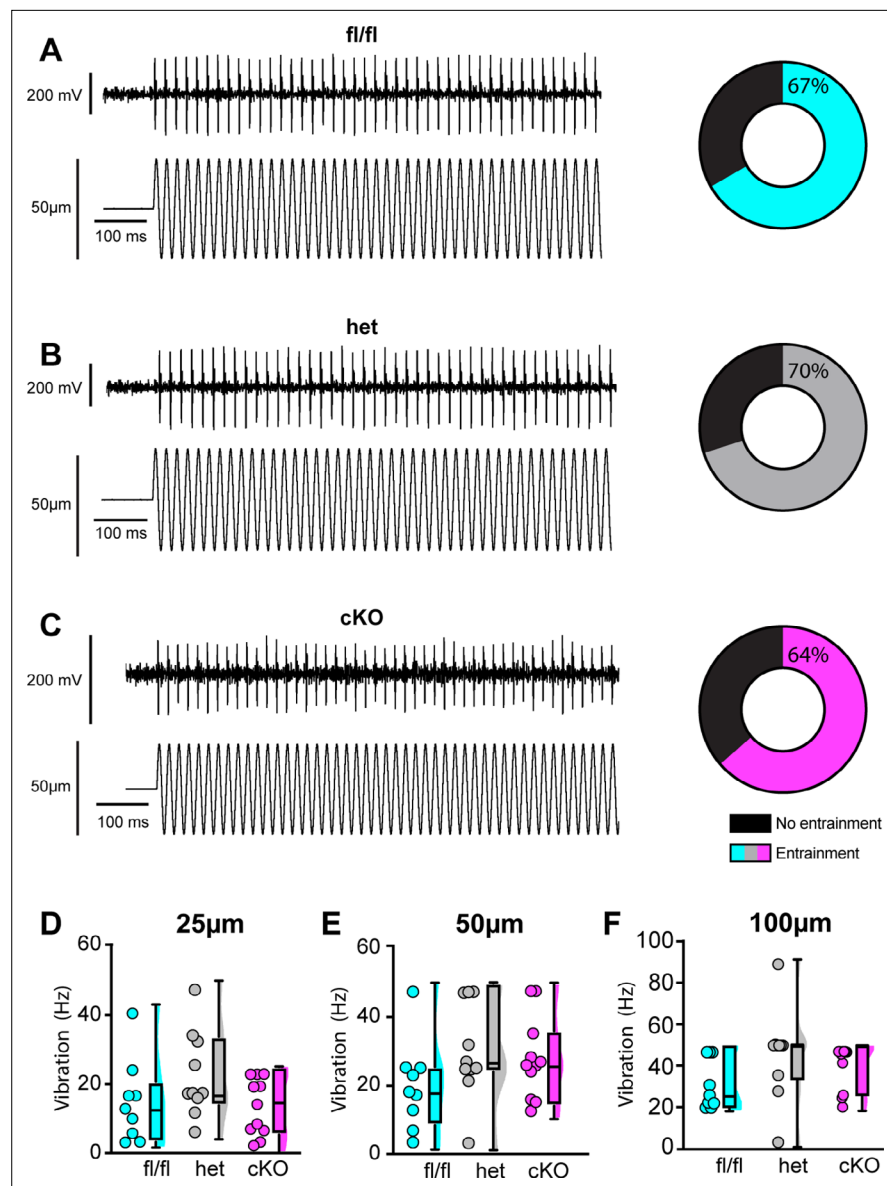 A
fl/fl
200 mV
67%
50μm
100 ms
B
het
200 mV
70%
50μm
100 ms
C
cKO
200 mV
64%
50μm
100 ms
No entrainment
Entrainment
D
25μm
Vibration (Hz)
60
40
20
0
fl/fl het cKO
E
50μm
Vibration (Hz)
60
40
20
0
fl/fl het cKO
F
100μm
Vibration (Hz)
100
80
60
40
20
0
fl/fl het cKO